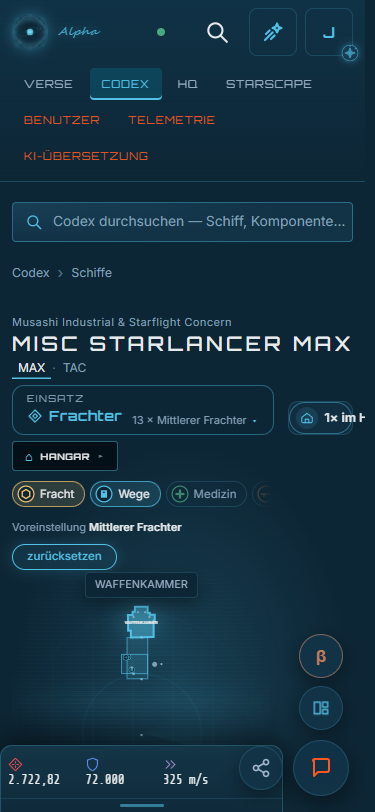 Alpha
J
VERSE CODEX HQ STARSCAPE
BENUTZER TELEMETRIE
KI-ÜBERSETZUNG
Codex durchsuchen — Schiff, Komponente...
Codex › Schiffe
Musashi Industrial & Starflight Concern
MISC STARLANCER MAX
MAX · TAC
EINSATZ
Frachter 13 × Mittlerer Frachter
1× im H
HANGAR
Fracht Wege Medizin
Voreinstellung Mittlerer Frachter
zurücksetzen
WAFFENKAMMER
β
2.722,82 72.000 325 m/s